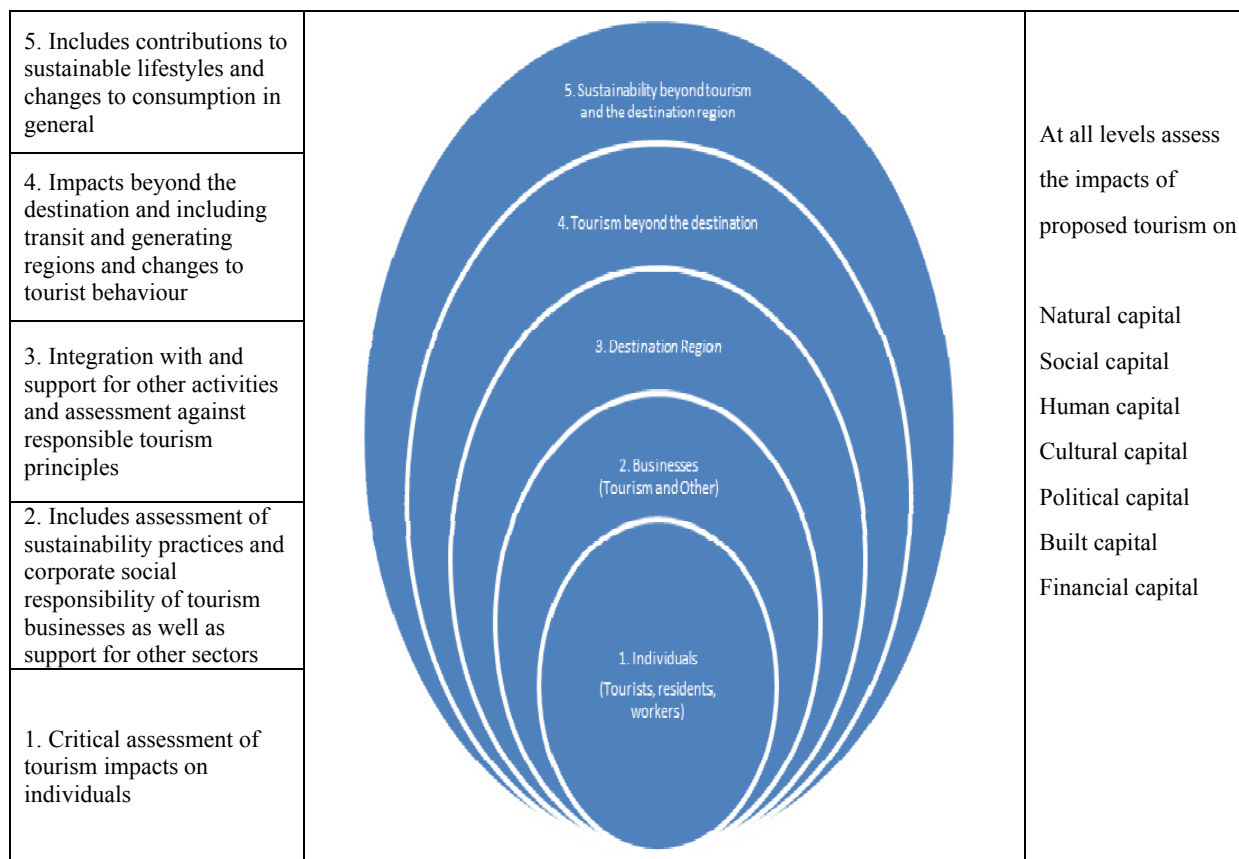 5. Includes contributions to
sustainable lifestyles and
changes to consumption in
general
4. Impacts beyond the
destination and including
transit and generating
regions and changes to
tourist behaviour
3. Integration with and
support for other activities
and assessment against
responsible tourism
principles
2. Includes assessment of
sustainability practices and
corporate social
responsibility of tourism
businesses as well as
support for other sectors
1. Critical assessment of
tourism impacts on
individuals
5. Sustainability beyond tourism
and the destination region
4. Tourism beyond the destination
3. Destination Region
2. Businesses
(Tourism and Other)
1. Individuals
(Tourists, residents,
workers)
At all levels assess
the impacts of
proposed tourism on
Natural capital
Social capital
Human capital
Cultural capital
Political capital
Built capital
Financial capital